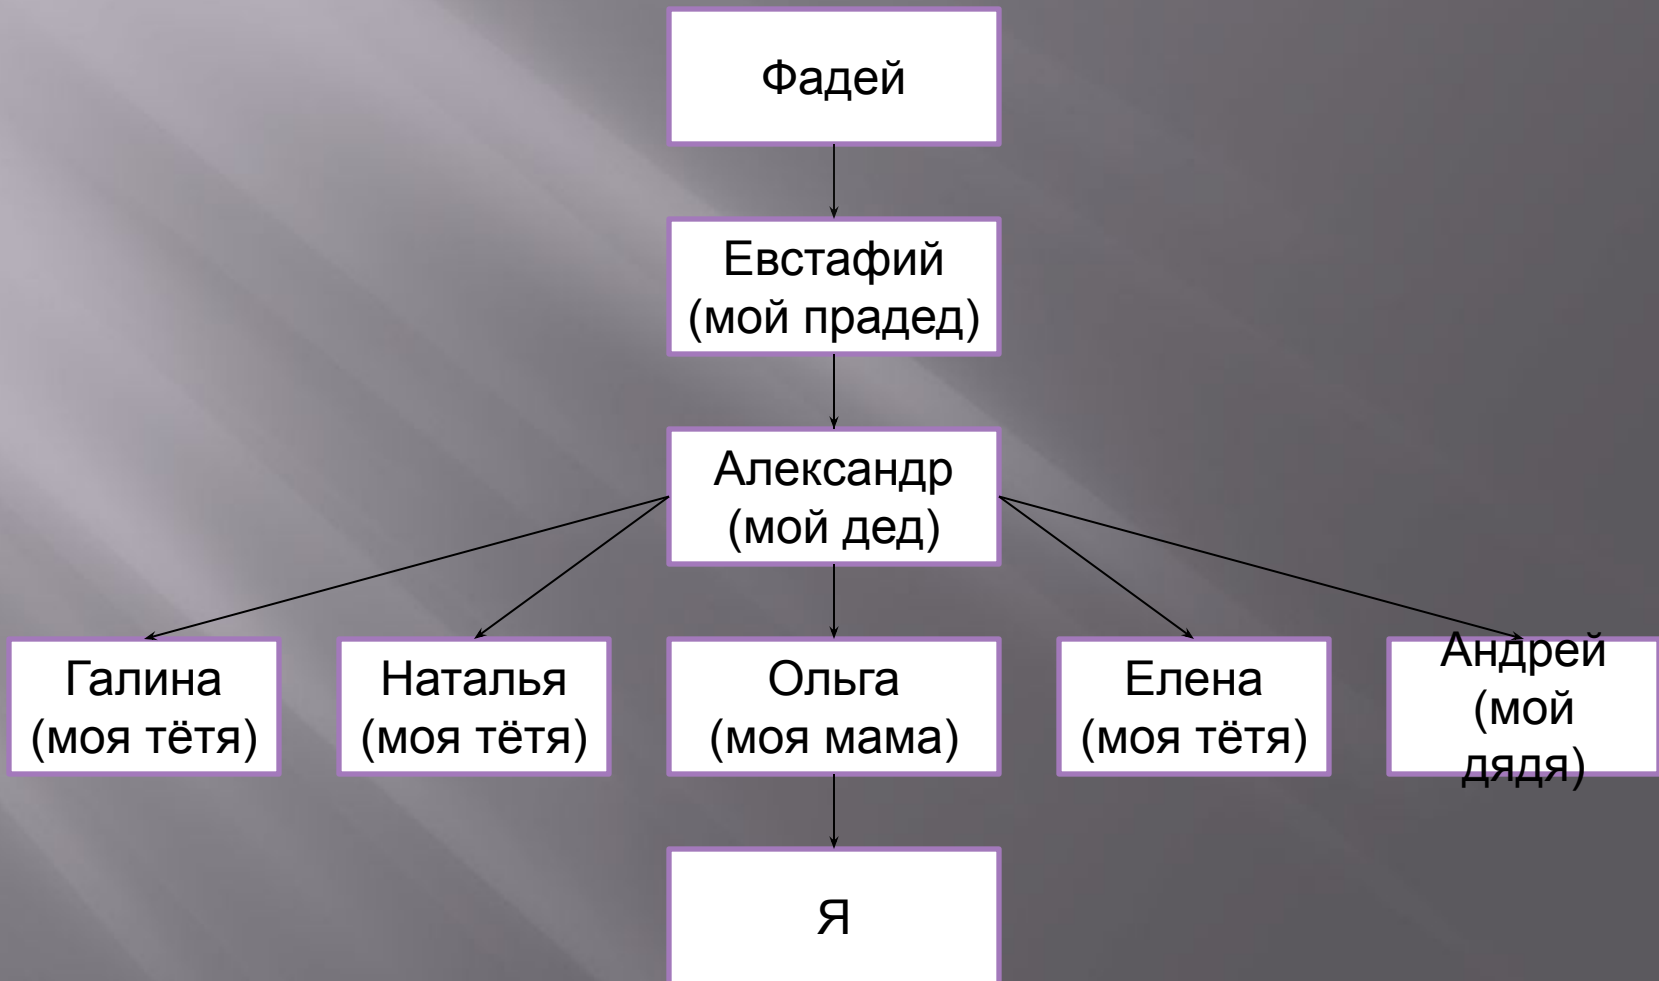 Фадей
Евстафий
(мой прадед)
Александр
(мой дед)
Галина
(моя тётя)
Наталья
(моя тётя)
Ольга
(моя мама)
Елена
(моя тётя)
Андрей
(мой
дядя)
Я